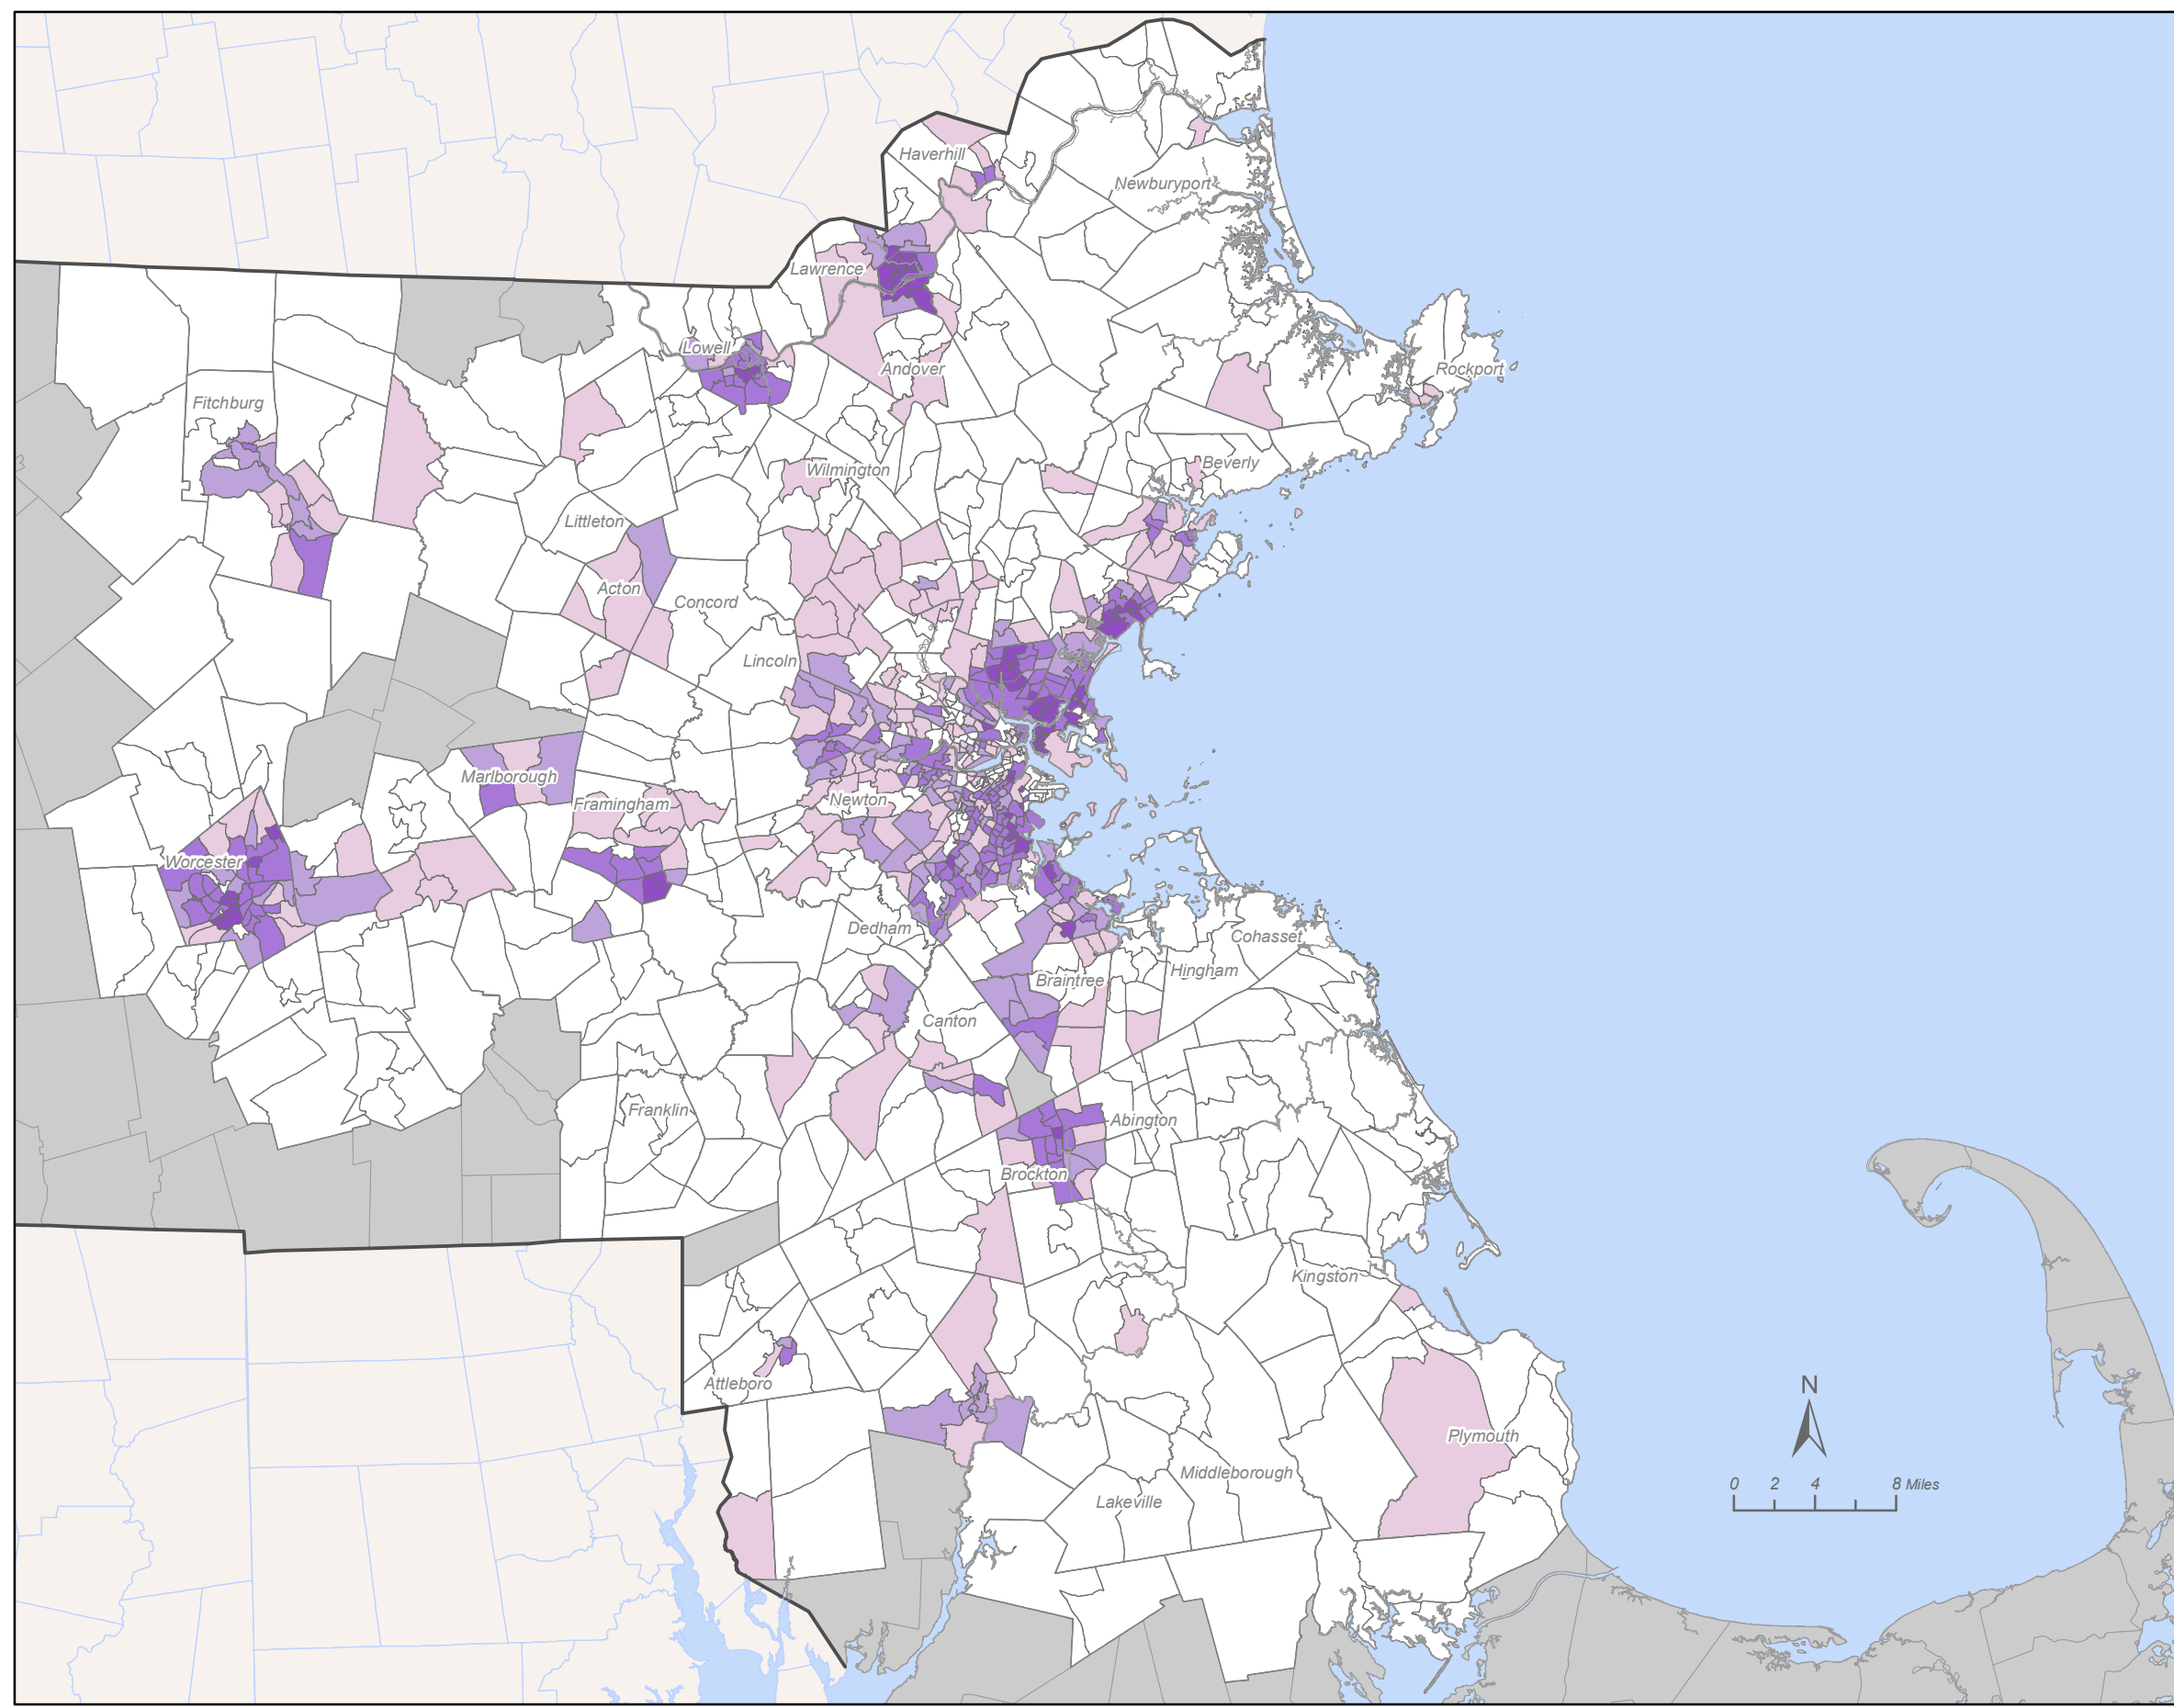 Haverhill
Newburyport
Lawrence
Lowell
Andover
Rockport
Fitchburg
Beverly
Wilmington
Littleton
Acton
Concord
Lincoln
Marlborough
Framingham
Newton
Worcester
Dedham
Cohasset
Hingham
Braintree
Canton
Franklin
Abington
Brockton
Kingston
Attleboro
N
Plymouth
Middleborough
0 2 4 8 Miles
Lakeville